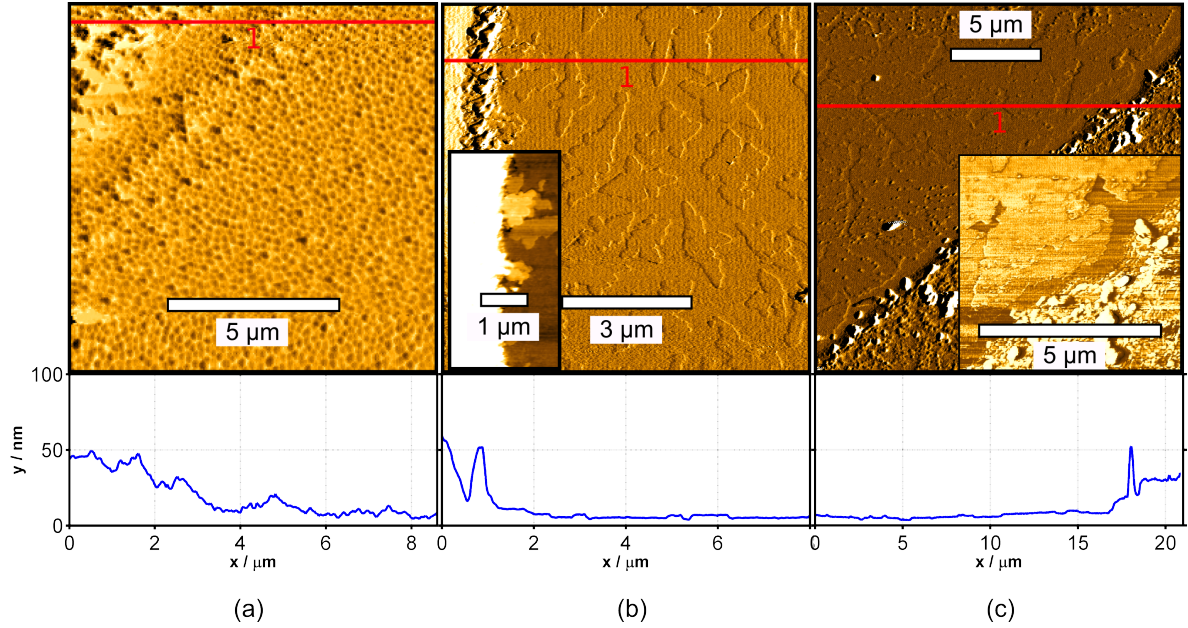 1
5 µm
1
1 µm
3 µm
5 µm
1
5 µm
y / nm
100
50
0
0 2 4 6 8
x / µm
0 2 4 6
x / µm
0 5 10 15 20
x / µm
(a)
(b)
(c)